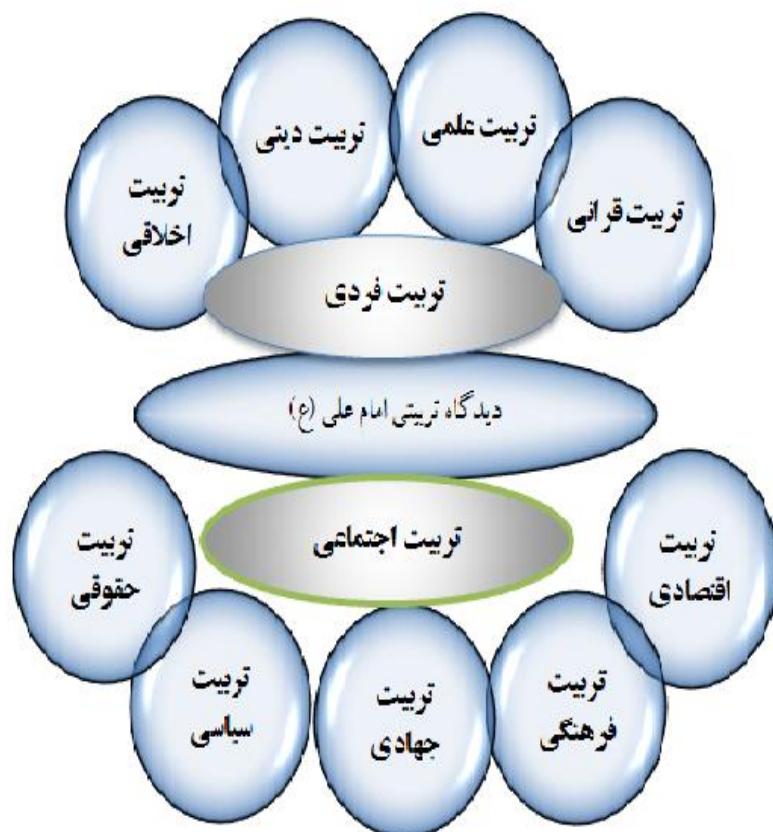 تربیت قرانی
تربیت علمی
تربیت دینی
تربیت
اخلاقی
تربیت فردی
دیدگاه تربیتی امام علی (ع)
تربیت اجتماعی
تربیت
اقتصادی
تربیت
فرهنگی
تربیت
جهادی
تربیت
سیاسی
تربیت
حقوقی